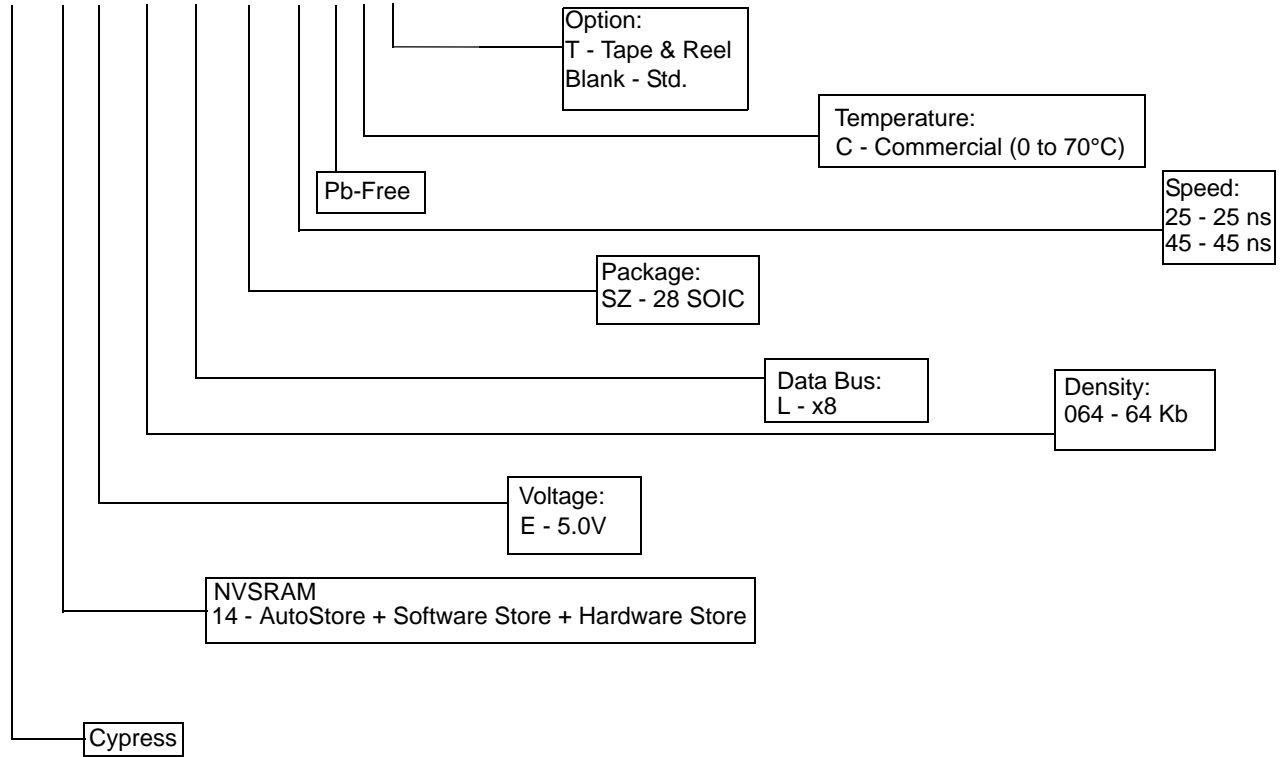 Option:
T - Tape & Reel
Blank - Std.
Temperature:
C - Commercial (0 to 70°C)
Pb-Free
Speed:
25 - 25 ns
45 - 45 ns
Package:
SZ - 28 SOIC
Data Bus:
L - x8
Density:
064 - 64 Kb
Voltage:
E - 5.0V
NVSRAM
14 - AutoStore + Software Store + Hardware Store
Cypress